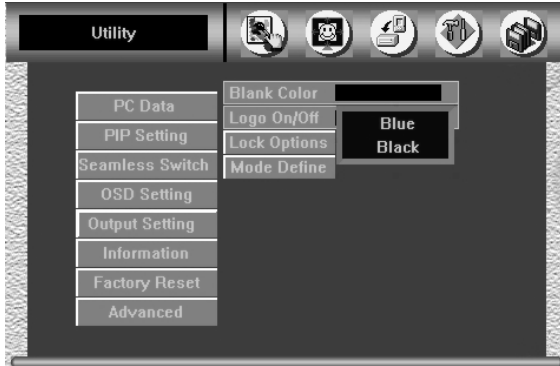 Utility
PC Data
PIP Setting
Seamless Switch
OSD Setting
Output Setting
Information
Factory Reset
Advanced
Blank Color
Logo On/Off
Lock Options
Mode Define
Blue
Black